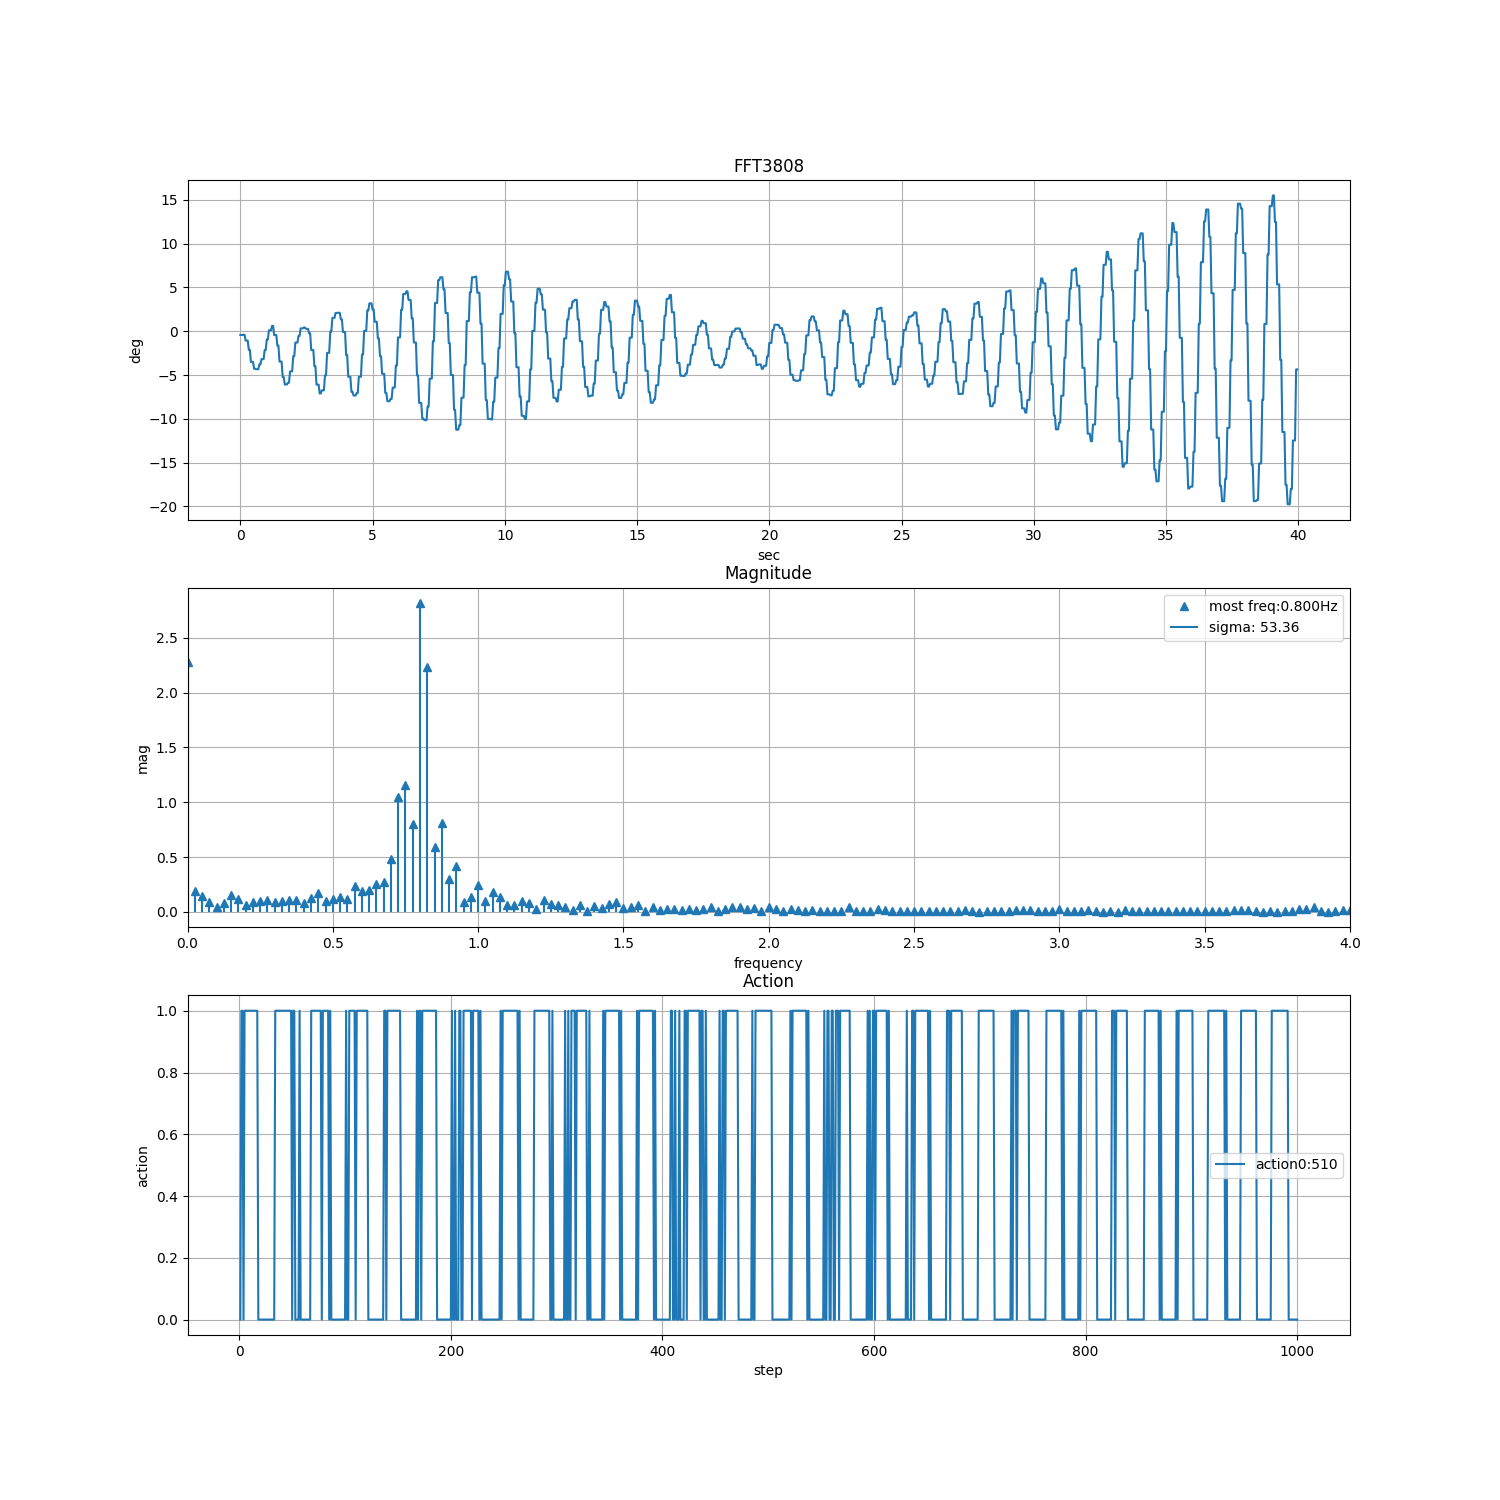 FFT3808
deg
15
10
5
0
−5
−10
−15
−20
0 5 10 15 20 25 30 35 40
sec
Magnitude
most freq:0.800Hz
sigma: 53.36
mag
2.5
2.0
1.5
1.0
0.5
0.0
0.0 0.5 1.0 1.5 2.0 2.5 3.0 3.5 4.0
frequency
Action
action
1.0
0.8
0.6
0.4
0.2
0.0
action0:510
0 200 400 600 800 1000
step